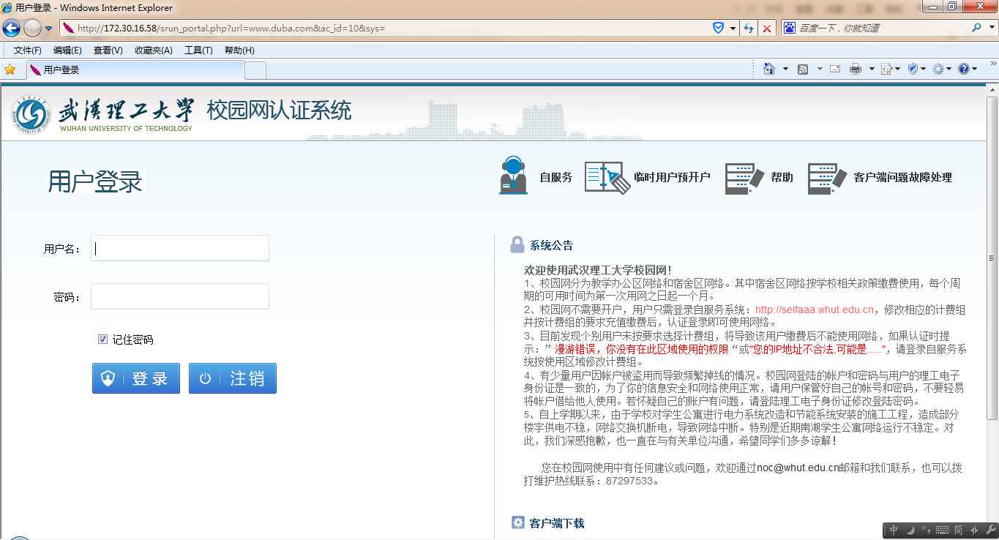 用户登录 - Windows Internet Explorer
http://172.30.16.58/srun_portal.php?url=www.duba.com&ac_id=10&sys=
百度一下，你就知道
文件(F) 编辑(E) 查看(V) 收藏夹(A) 工具(T) 帮助(H)
用户登录
武漢理工大學 校园网认证系统
WUHAN UNIVERSITY OF TECHNOLOGY
用户登录
自服务 临时用户预开户 帮助 客户端问题故障处理
用户名：
密码：
记住密码
登录 注销
系统公告
欢迎使用武汉理工大学校园网！
1、校园网分为教学办公区网络和宿舍区网络。其中宿舍区网络按学校相关政策缴费使用，每个周
期的可用时间为第一次用网之日起一个月。
2、校园网不需要开户，用户只需登录自服务系统：http://selfaaa.whut.edu.cn，修改相应的计费组
并按计费组的要求充值缴费后，认证登录即可使用网络。
3、目前发现个别用户未按要求选择计费组，将导致该用户缴费后不能使用网络，如果认证时提
示：” 漫游错误，你没有在此区域使用的权限 “或"您的IP地址不合法,可能是....."，请登录自服务系
统按使用区域修改计费组。
4、有少量用户因帐户被盗用而导致频繁掉线的情况。校园网登陆的帐户和密码与用户的理工电子
身份证是一致的，为了你的信息安全和网络使用正常，请用户保管好自己的帐号和密码，不要轻易
将帐户借给他人使用。若怀疑自己的账户有问题，请登陆理工电子身份证修改登陆密码。
5、自上学期以来，由于学校对学生公寓进行电力系统改造和节能系统安装的施工工程，造成部分
楼宇供电不稳，网络交换机断电，导致网络中断。特别是近期南湖学生公寓网络运行不稳定。对
此，我们深感抱歉，也一直在与有关单位沟通，希望同学们多多谅解！
您在校园网使用中有任何建议或问题，欢迎通过noc@whut.edu.cn邮箱和我们联系，也可以拨
打维护热线联系：87297533。
客户端下载
中 简